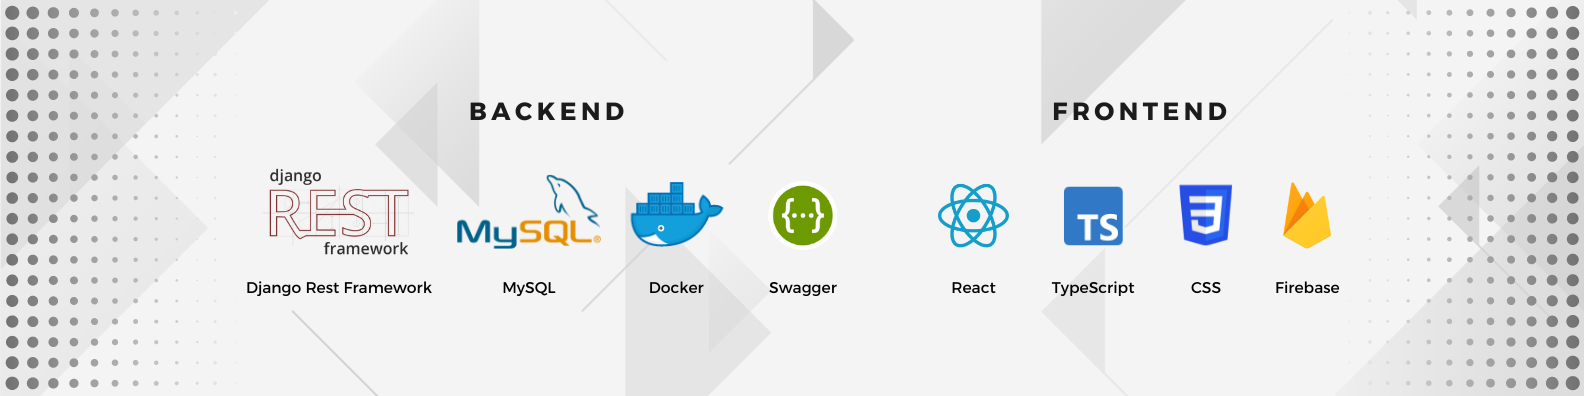 BACKEND
FRONTEND
django
REST
framework
MySQL®
{···}
TS
3
Django Rest Framework
MySQL
Docker
Swagger
React
TypeScript
CSS
Firebase